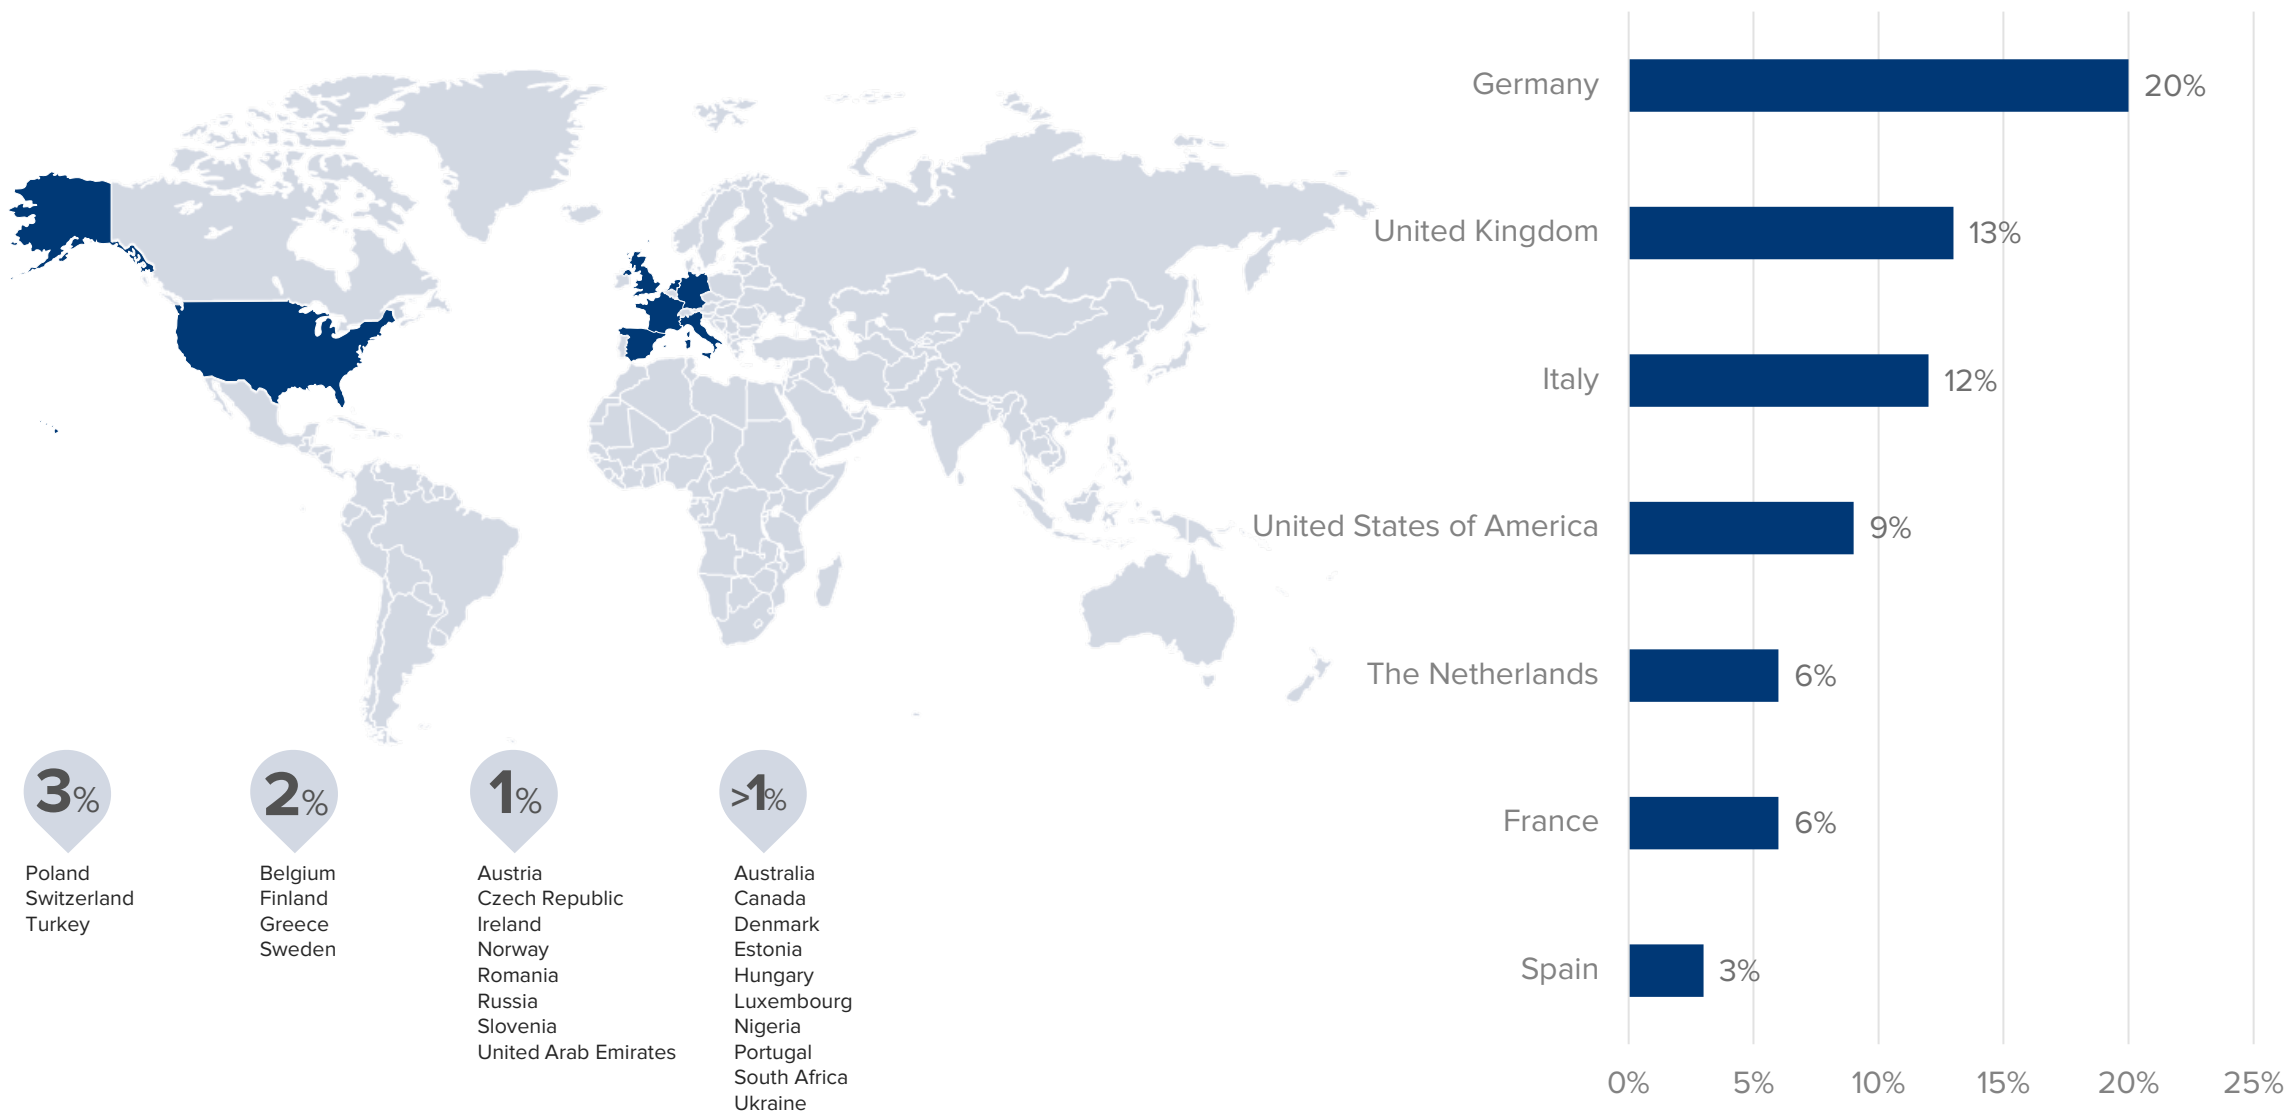 Germany 20%
United Kingdom 13%
Italy 12%
United States of America 9%
The Netherlands 6%
France 6%
Spain 3%
0% 5% 10% 15% 20% 25%
3%
Poland
Switzerland
Turkey
2%
Belgium
Finland
Greece
Sweden
1%
Austria
Czech Republic
Ireland
Norway
Romania
Russia
Slovenia
United Arab Emirates
>1%
Australia
Canada
Denmark
Estonia
Hungary
Luxembourg
Nigeria
Portugal
South Africa
Ukraine